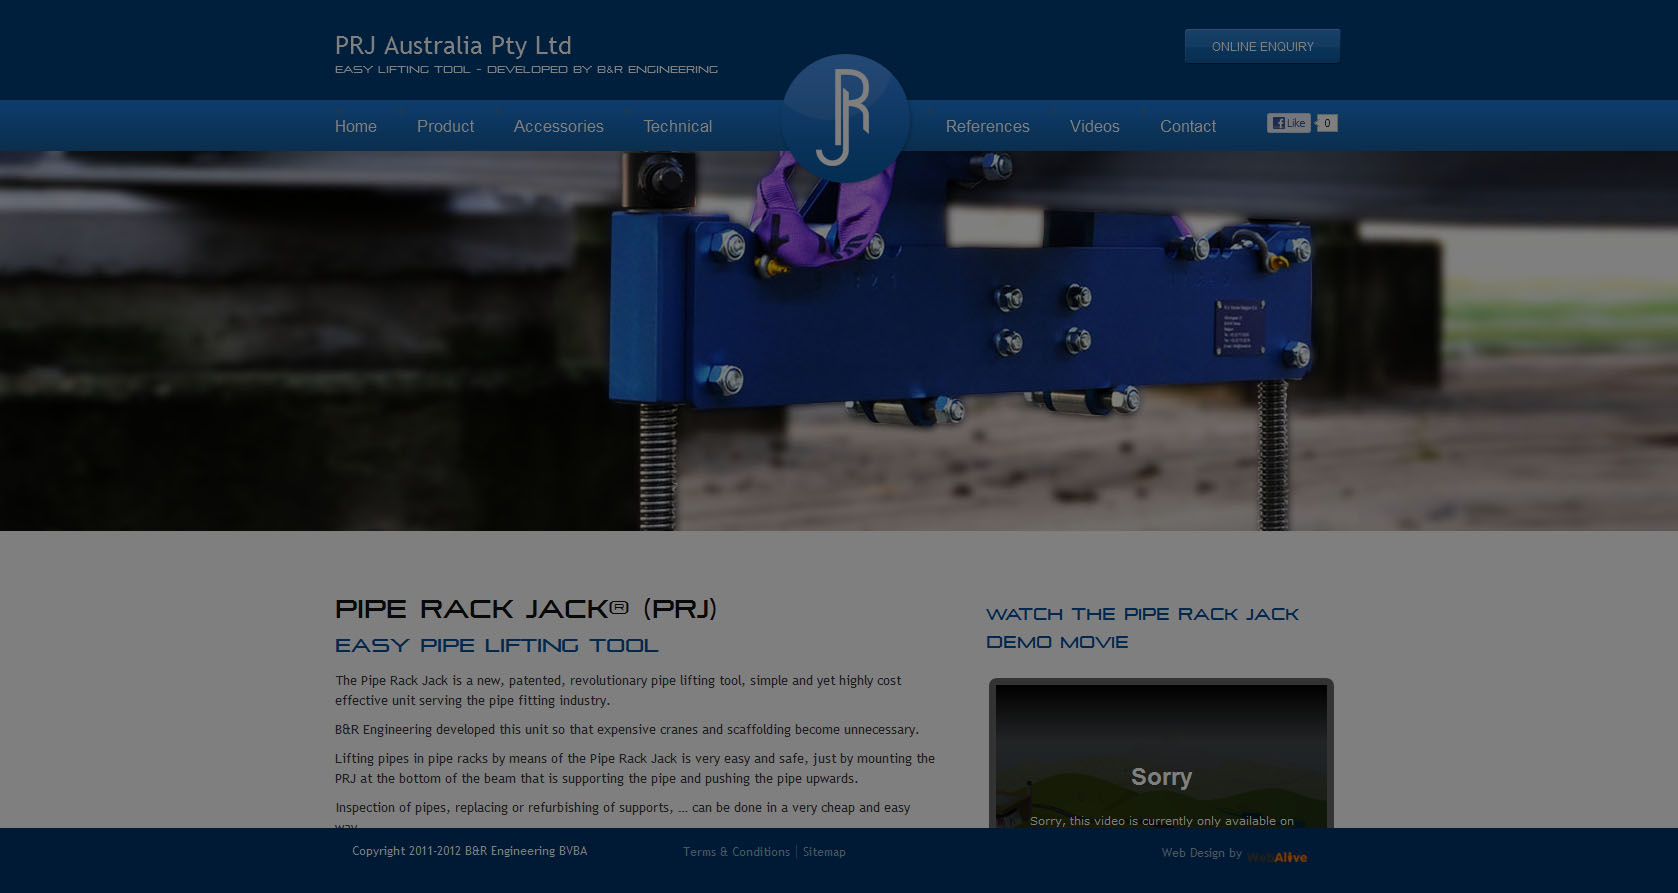 PRJ Australia Pty Ltd
EASY LIFTING TOOL - DEVELOPED BY B&R ENGINEERING
ONLINE ENQUIRY
Home
Product
Accessories
Technical
PRJ
References
Videos
Contact
Like
0
PIPE RACK JACK® (PRJ)
EASY PIPE LIFTING TOOL
The Pipe Rack Jack is a new, patented, revolutionary pipe lifting tool, simple and yet highly cost
effective unit serving the pipe fitting industry.
B&R Engineering developed this unit so that expensive cranes and scaffolding become unnecessary.
Lifting pipes in pipe racks by means of the Pipe Rack Jack is very easy and safe, just by mounting the
PRJ at the bottom of the beam that is supporting the pipe and pushing the pipe upwards.
Inspection of pipes, replacing or refurbishing of supports, ... can be done in a very cheap and easy
way
WATCH THE PIPE RACK JACK
DEMO MOVIE
Sorry
Sorry, this video is currently only available on
Copyright 2011-2012 B&R Engineering BVBA
Terms & Conditions | Sitemap
Web Design by WebAlive